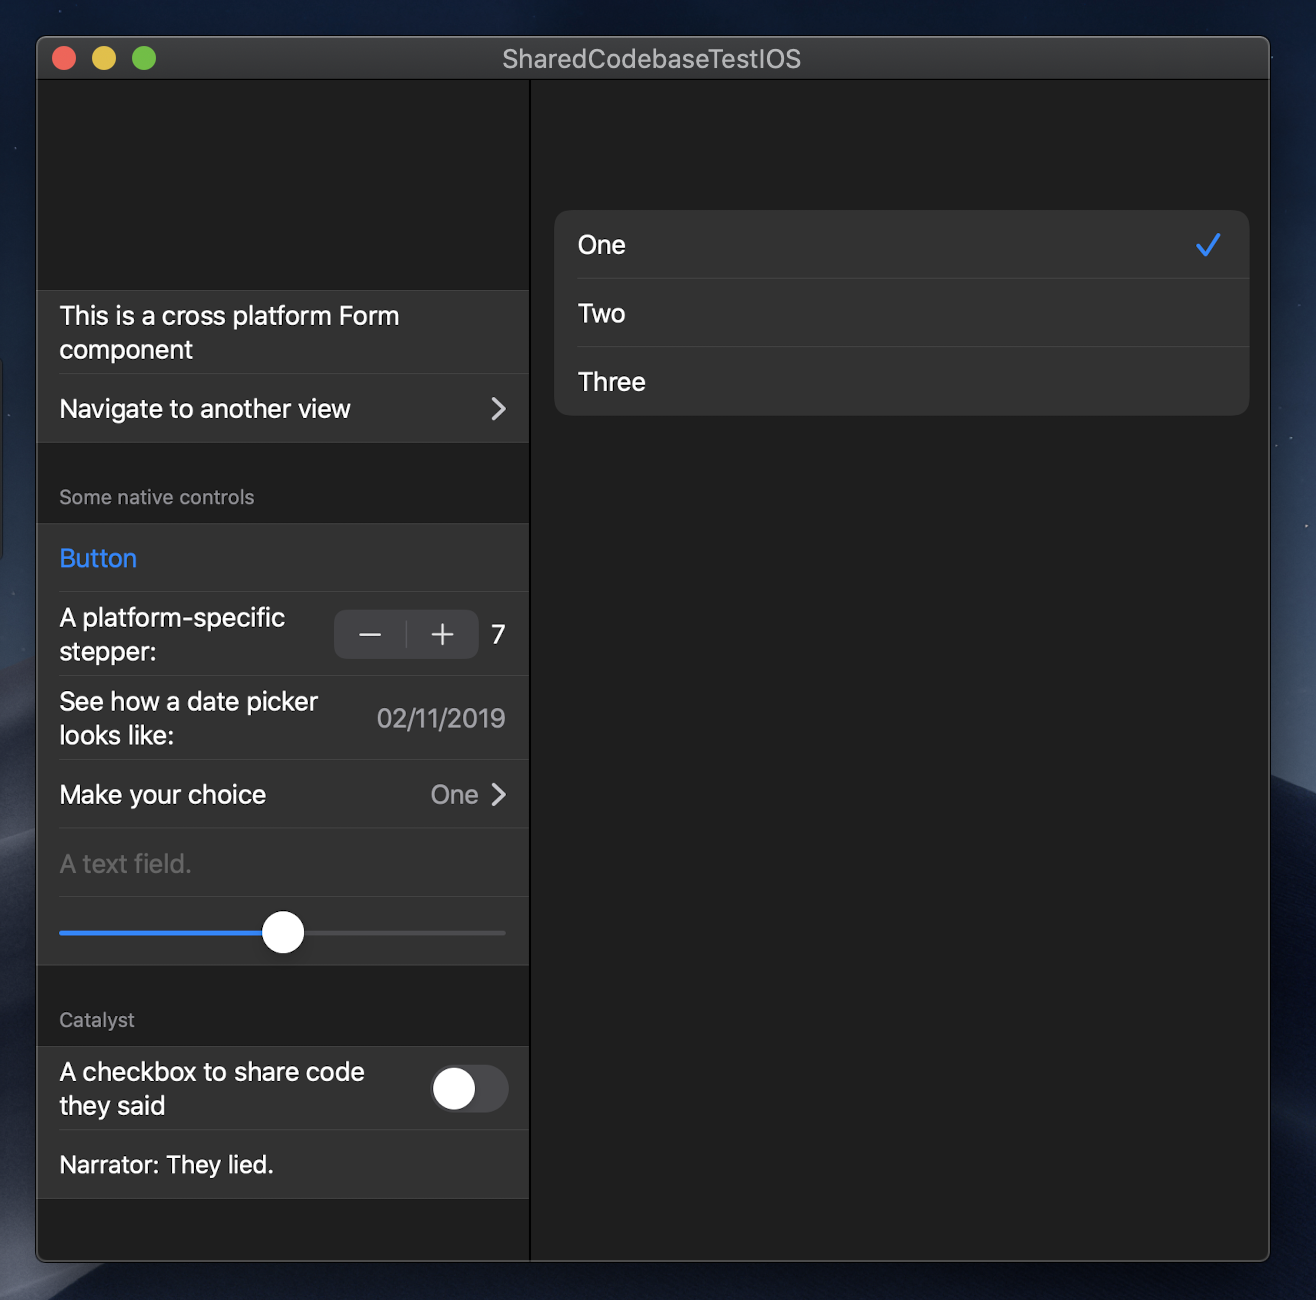 SharedCodebaseTestIOS
This is a cross platform Form
component
Navigate to another view
Some native controls
Button
A platform-specific
stepper:
7
See how a date picker
looks like:
02/11/2019
Make your choice
One
A text field.
Catalyst
A checkbox to share code
they said
Narrator: They lied.
One
Two
Three